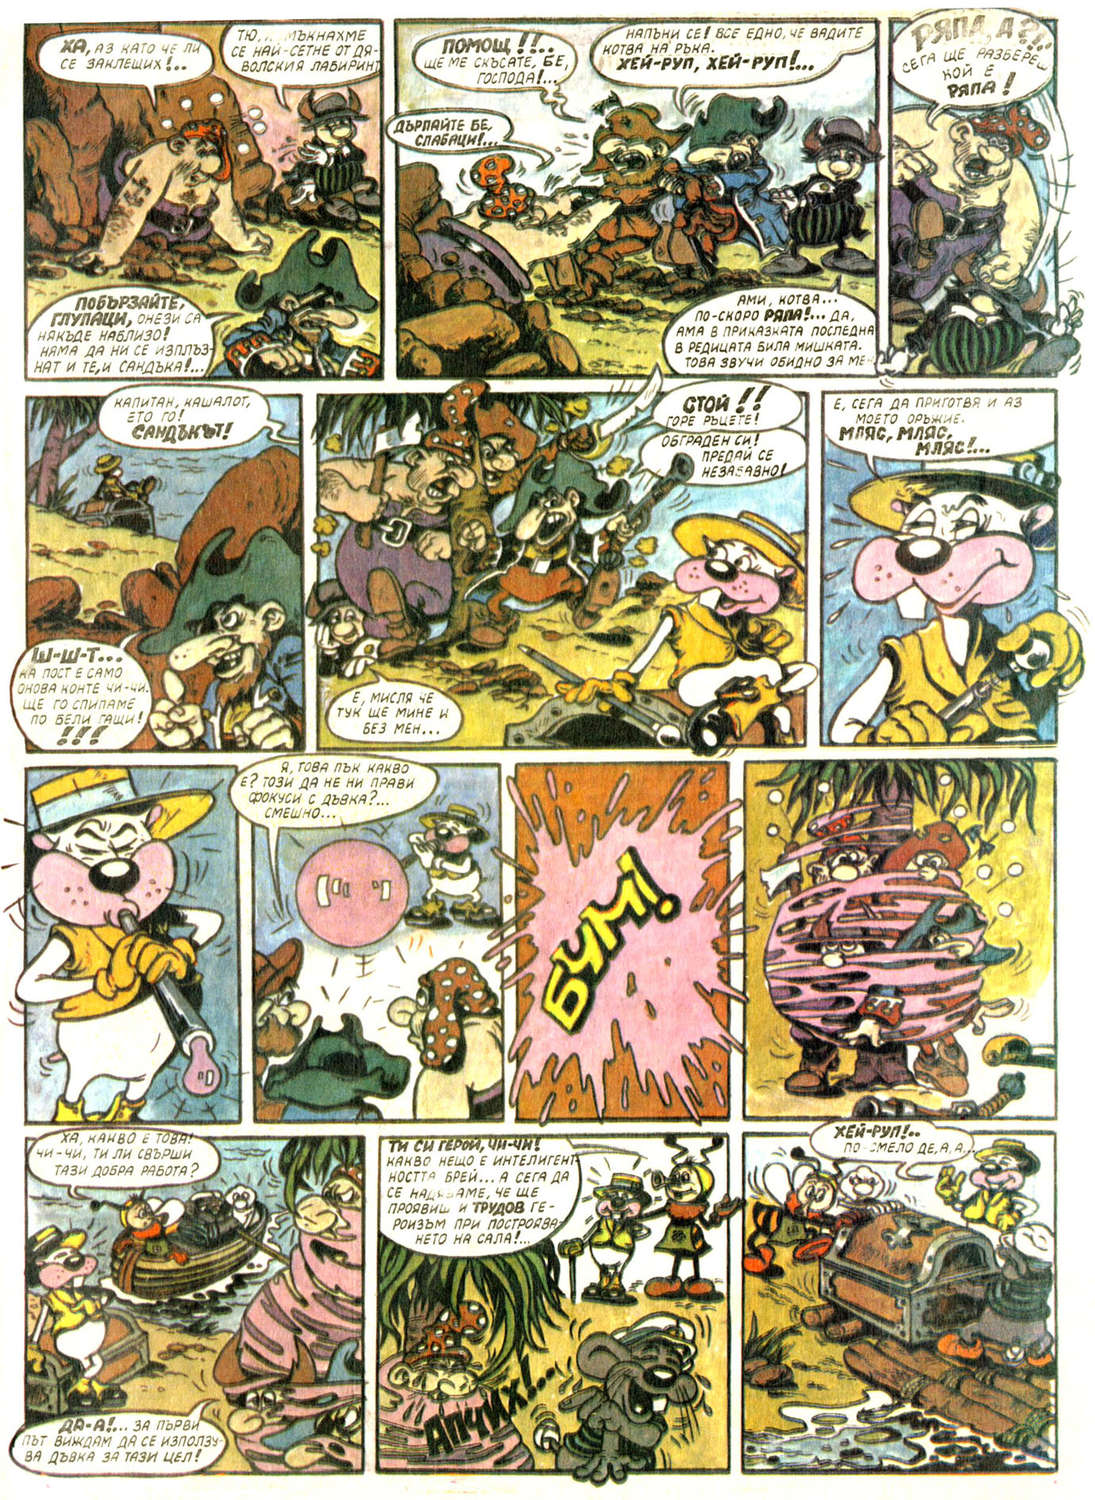 ХА, АЗ КАТО ЧЕ ЛИ
СЕ ЗАКЛЕЩИХ!..
ТЮ, МЪКНАХМЕ
СЕ НАЙ-СЕТНЕ ОТ ДЯ-
ВОЛСКИЯ ЛАБИРИНТ
ПОБЪРЗАЙТЕ,
ГЛУПАЦИ, ОНЕЗИ СА
НЯКЪДЕ НАБЛИЗО!
НЯМА ДА НИ СЕ ИЗПЛЪЗ-
НАТ И ТЕ, И САНДЪКА!...
ПОМОЩ!!..
ЩЕ МЕ СКЪСАТЕ, БЕ,
ГОСПОДА!...
НАПЪНИ СЕ! ВСЕ ЕДНО, ЧЕ ВАДИТЕ
КОТВА НА РЪКА.
ХЕЙ-РУП, ХЕЙ-РУП!...
ДЪРПАЙТЕ БЕ,
СЛАБАЦИ!...
АМИ, КОТВА...
ПО-СКОРО РЯПА!... ДА,
АМА В ПРИКАЗКАТА ПОСЛЕДНА
В РЕДИЦАТА БИЛА МИШКАТА.
ТОВА ЗВУЧИ ОБИДНО ЗА МЕН
РЯПА, А?!..
СЕГА ЩЕ РАЗБЕРЕШ
КОЙ Е
РЯПА!
КАПИТАН, КАШАЛОТ,
ЕТО ГО!
САНДЪКЪТ!
Ш-Ш-Т...
НА ПОСТ Е САМО
ОНОВА КОНТЕ ЧИ-ЧИ.
ЩЕ ГО СПИПАМЕ
ПО БЕЛИ ГАЩИ!
!!!
СТОЙ!!
ГОРЕ РЪЦЕТЕ!
ОБГРАДЕН СИ!
ПРЕДАЙ СЕ
НЕЗАБАВНО!
Е, МИСЛЯ ЧЕ
ТУК ЩЕ МИНЕ И
БЕЗ МЕН...
Е, СЕГА ДА ПРИГОТВЯ И АЗ
МОЕТО ОРЪЖИЕ.
МЛЯС, МЛЯС,
МЛЯС!...
Я, ТОВА ПЪК КАКВО
Е? ТОЗИ ДА НЕ НИ ПРАВИ
ФОКУСИ С ДЪВКА?...
СМЕШНО...
БУМ!
ХА, КАКВО Е ТОВА!
ЧИ-ЧИ, ТИ ЛИ СВЪРШИ
ТАЗИ ДОБРА РАБОТА?
ДА-А!... ЗА ПЪРВИ
ПЪТ ВИЖДАМ ДА СЕ ИЗПОЛЗУ-
ВА ДЪВКА ЗА ТАЗИ ЦЕЛ!
ТИ СИ ГЕРОЙ, ЧИ-ЧИ!
КАКВО НЕЩО Е ИНТЕЛИГЕНТ-
НОСТТА БРЕЙ... А СЕГА ДА
СЕ НАДЯВАМЕ, ЧЕ ЩЕ
ПРОЯВИШ И ТРУДОВ ГЕ-
РОИЗЪМ ПРИ ПОСТРОЯВА-
НЕТО НА САЛА!...
АПЧИХ!..
ХЕЙ-РУП!..
ПО-СМЕЛО ДЕ, А, А...